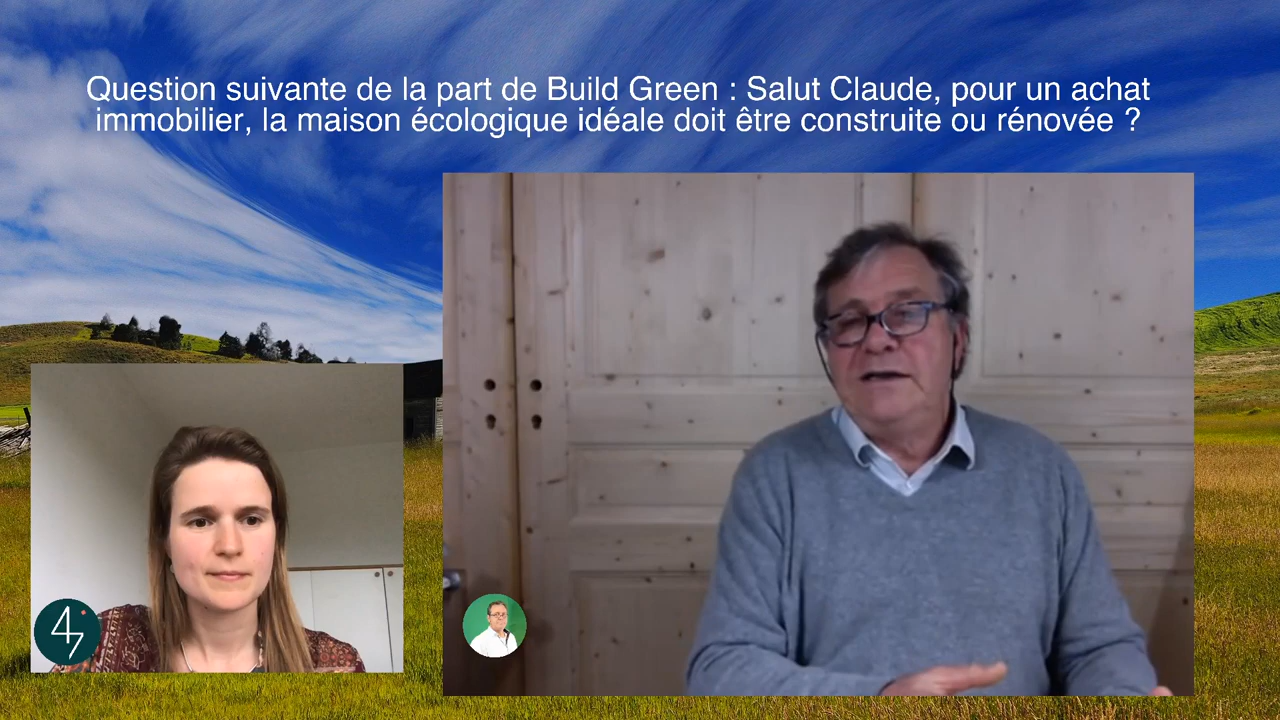 Question suivante de la part de Build Green : Salut Claude, pour un achat
immobilier, la maison écologique idéale doit être construite ou rénovée ?
47